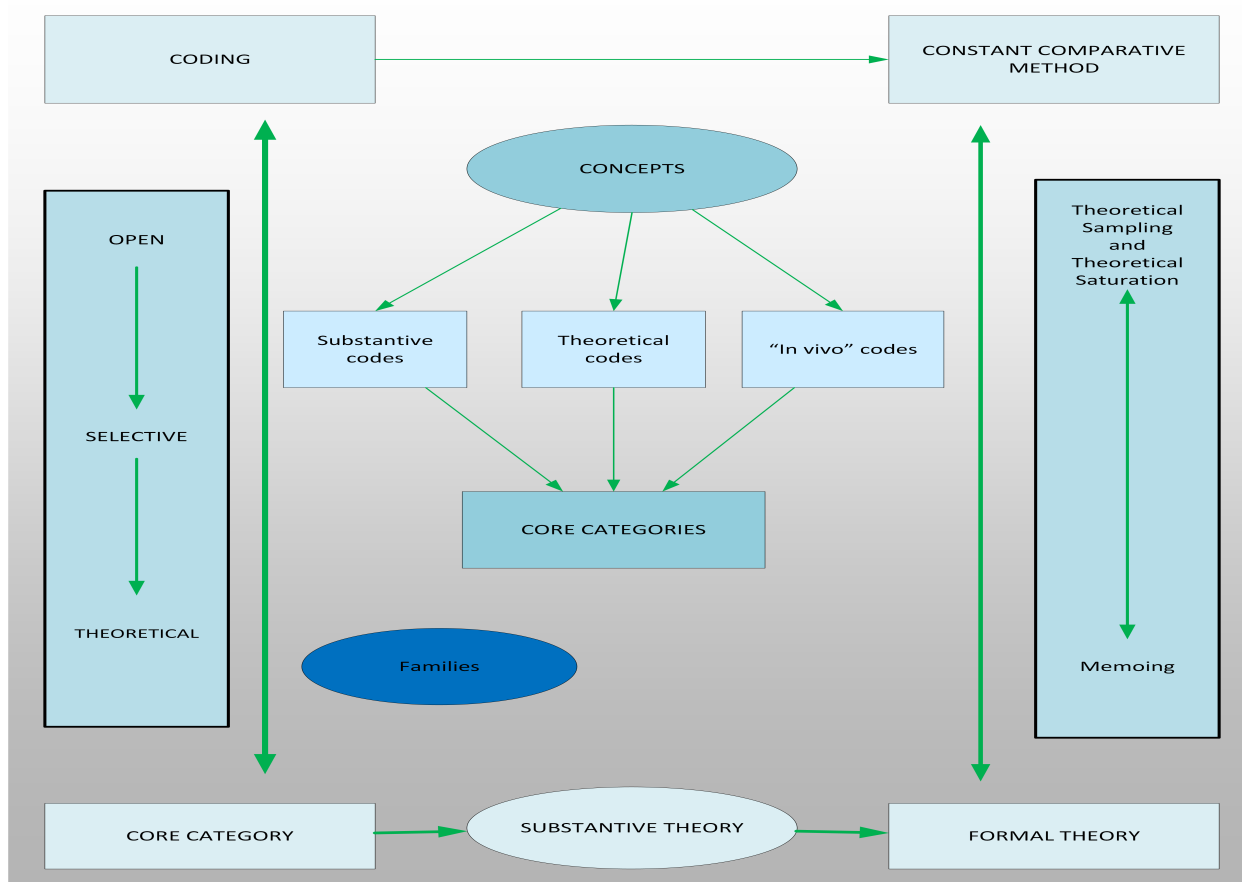 CODING
CONSTANT COMPARATIVE
METHOD
CONCEPTS
OPEN
Theoretical
Sampling
and
Theoretical
Saturation
Substantive
codes
Theoretical
codes
“In vivo” codes
SELECTIVE
CORE CATEGORIES
THEORETICAL
Families
Memoing
CORE CATEGORY
SUBSTANTIVE THEORY
FORMAL THEORY